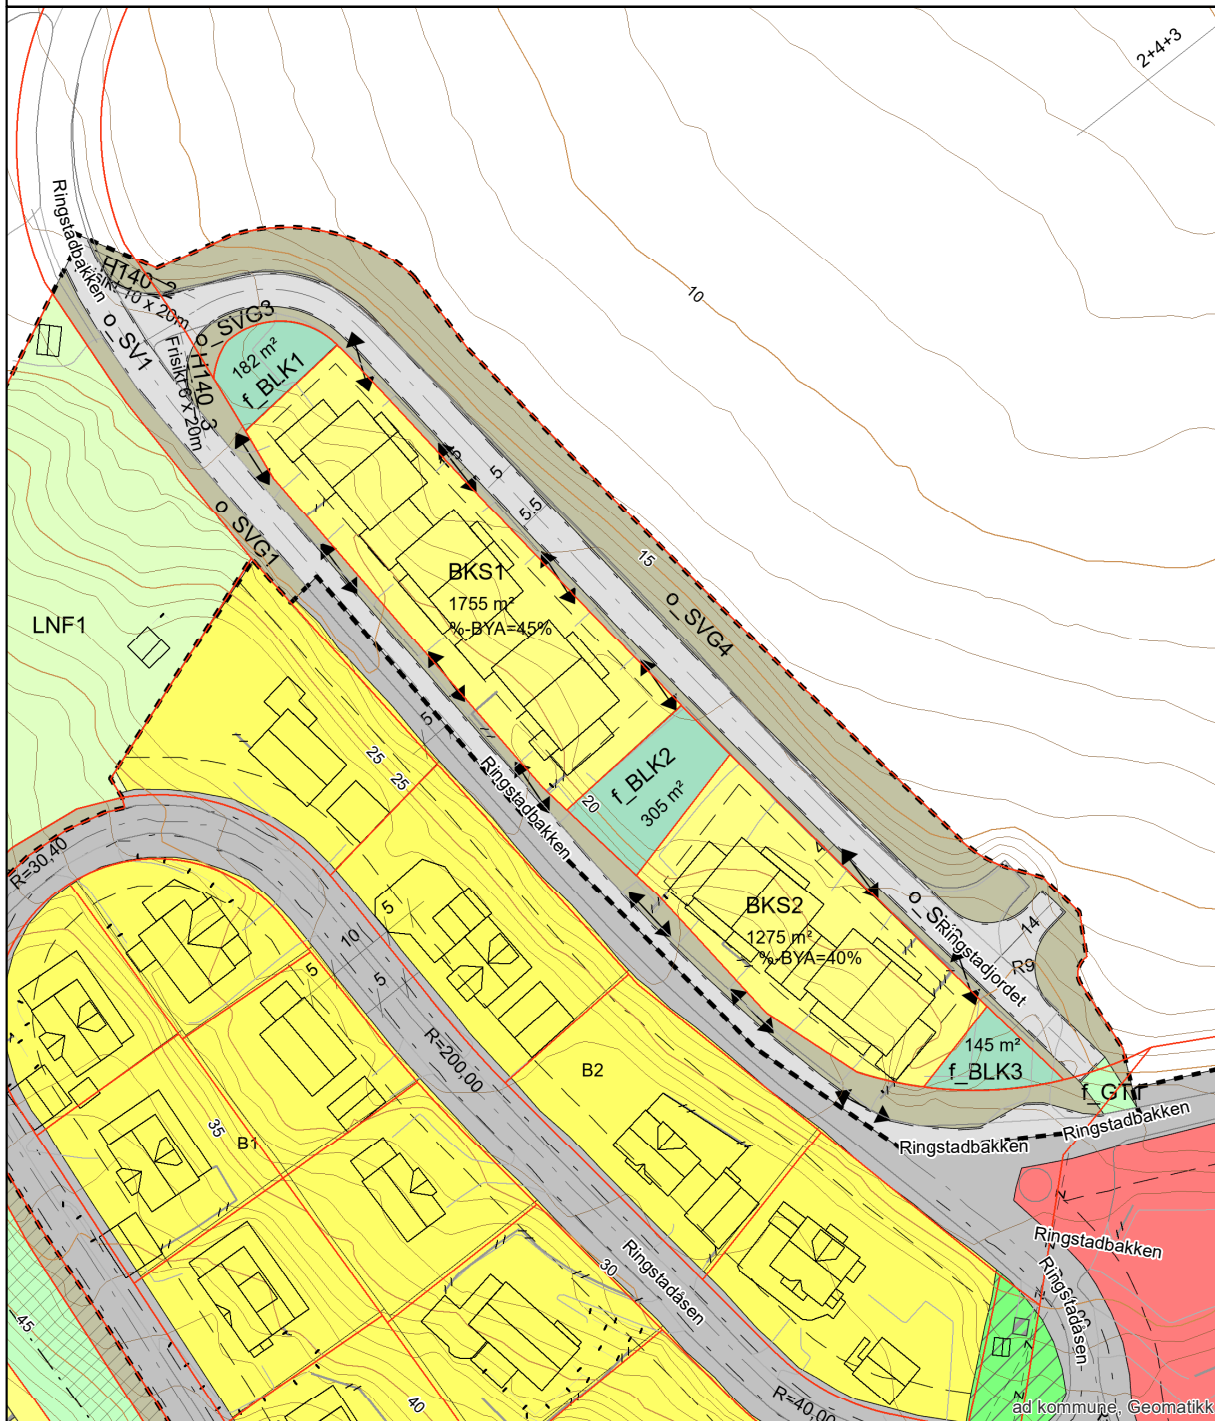 2+4+3
Ringstadbakken
10
H140_2
10 x 20m
o_SV1
o_SVG3
Frisikt 6 x 20m
H140_3
182 m²
f_BLK1
5
5,5
o_SVG1
15
BKS1
1755 m²
%-BYA=45%
o_SVG4
LNF1
5
25
25
Ringstadbakken
f_BLK2
305 m²
20
R=30,40
BKS2
1275 m²
%-BYA=40%
Ringstadjordet
14
R9
5
10
5
5
R=200,00
145 m²
f_BLK3
f_GT1
B2
B1
35
Ringstadbakken
Ringstadbakken
Ringstadbakken
Ringstadåsen
Ringstadåsen
30
45
40
R=40,00
ad kommune, Geomatikk